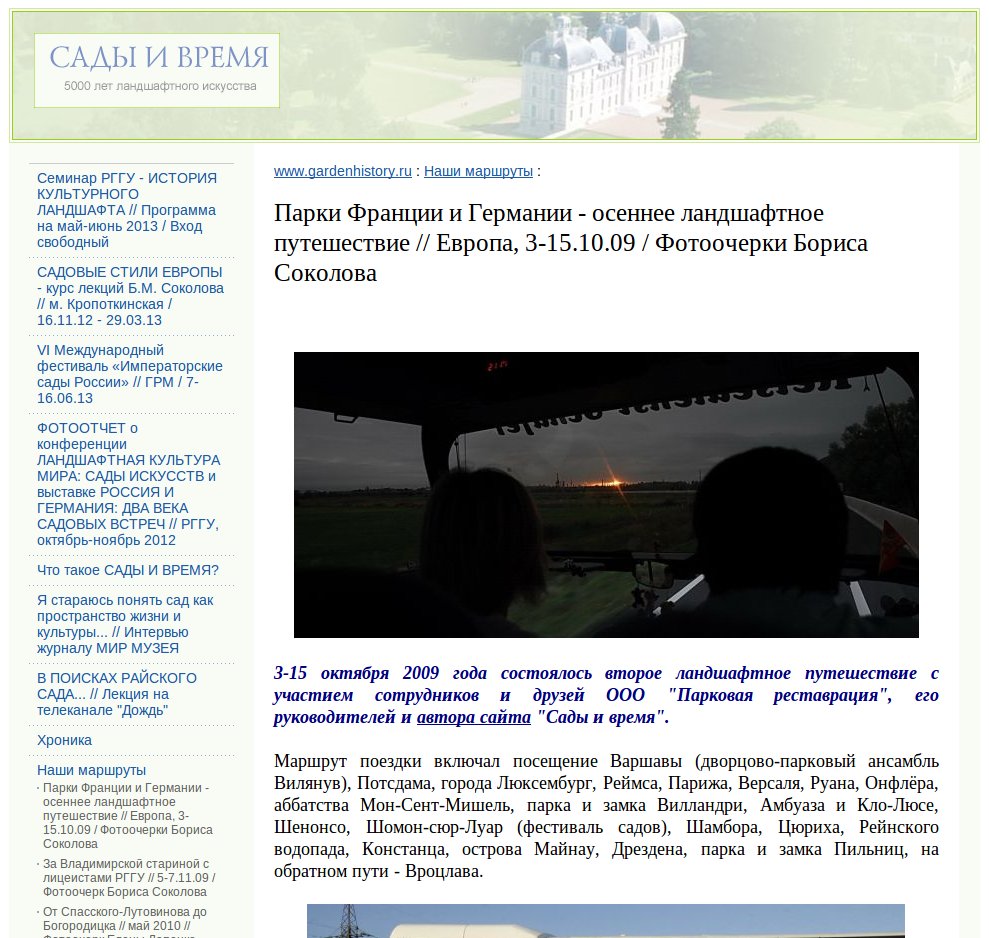 САДЫ И ВРЕМЯ
5000 лет ландшафтного искусства
Семинар РГГУ - ИСТОРИЯ
КУЛЬТУРНОГО
ЛАНДШАФТА // Программа
на май-июнь 2013 / Вход
свободный
САДОВЫЕ СТИЛИ ЕВРОПЫ
- курс лекций Б.М. Соколова
// м. Кропоткинская /
16.11.12 - 29.03.13
VI Международный
фестиваль «Императорские
сады России» // ГРМ / 7-
16.06.13
ФОТООТЧЕТ о
конференции
ЛАНДШАФТНАЯ КУЛЬТУРА
МИРА: САДЫ ИСКУССТВ и
выставке РОССИЯ И
ГЕРМАНИЯ: ДВА ВЕКА
САДОВЫХ ВСТРЕЧ // РГГУ,
октябрь-ноябрь 2012
Что такое САДЫ И ВРЕМЯ?
Я стараюсь понять сад как
пространство жизни и
культуры... // Интервью
журналу МИР МУЗЕЯ
В ПОИСКАХ РАЙСКОГО
САДА... // Лекция на
телеканале "Дождь"
Хроника
Наши маршруты
· Парки Франции и Германии -
осеннее ландшафтное
путешествие // Европа, 3-
15.10.09 / Фотоочерки Бориса
Соколова
· За Владимирской стариной с
лицеистами РГГУ // 5-7.11.09 /
Фотоочерк Бориса Соколова
· От Спасского-Лутовинова до
Богородицка // май 2010 //
www.gardenhistory.ru : Наши маршруты :
Парки Франции и Германии - осеннее ландшафтное
путешествие // Европа, 3-15.10.09 / Фотоочерки Бориса
Соколова
3-15 октября 2009 года состоялось второе ландшафтное путешествие с
участием сотрудников и друзей ООО "Парковая реставрация", его
руководителей и автора сайта "Сады и время".
Маршрут поездки включал посещение Варшавы (дворцово-парковый ансамбль
Вилянув), Потсдама, города Люксембург, Реймса, Парижа, Версаля, Руана, Онфлёра,
аббатства Мон-Сент-Мишель, парка и замка Вилландри, Амбуаза и Кло-Люсе,
Шенонсо, Шомон-сюр-Луар (фестиваль садов), Шамбора, Цюриха, Рейнского
водопада, Констанца, острова Майнау, Дрездена, парка и замка Пильниц, на
обратном пути - Вроцлава.